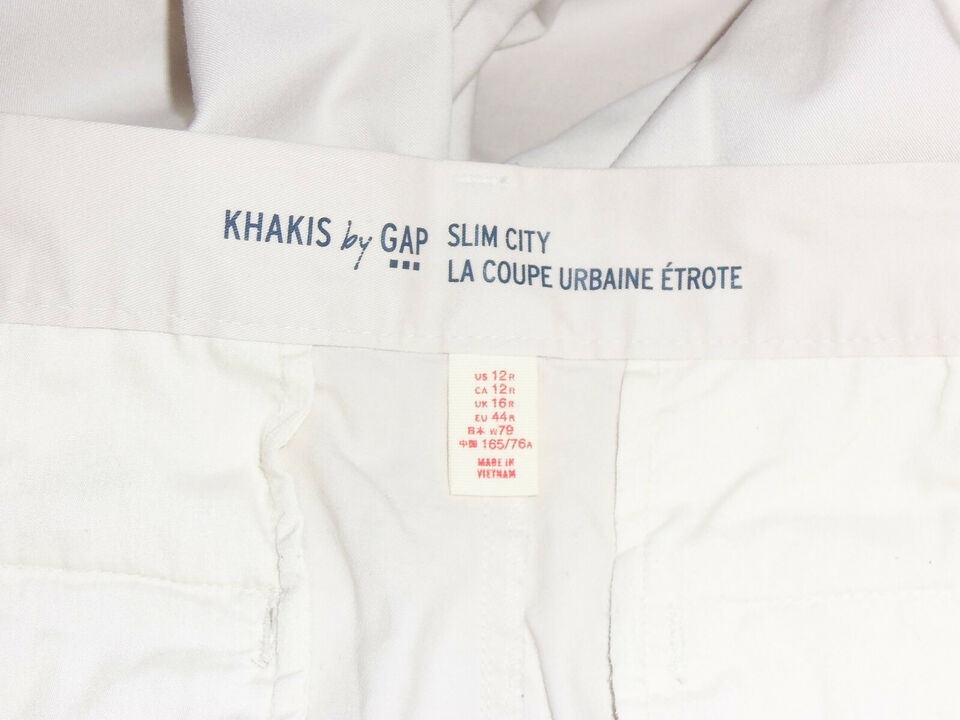 KHAKIS by GAP
SLIM CITY
LA COUPE URBAINE ÉTROTE
US 12R
CA 12R
UK 16R
EU 44R
日本 W79
中国 165/76A
MADE IN
VIETNAM